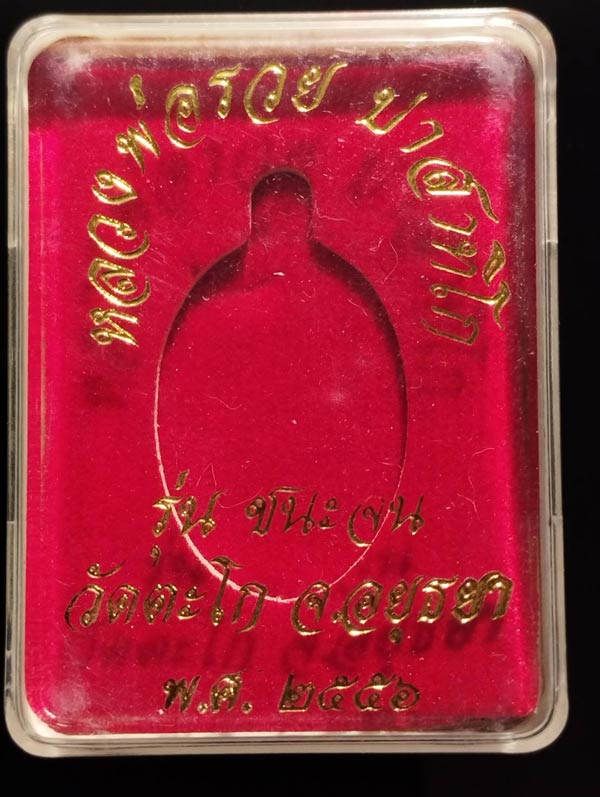 หลวงพ่อรวย ปาสาทิโก
รุ่น ชนะจน
วัดตะโก จ.อยุธยา
พ.ศ. ๒๕๕๖